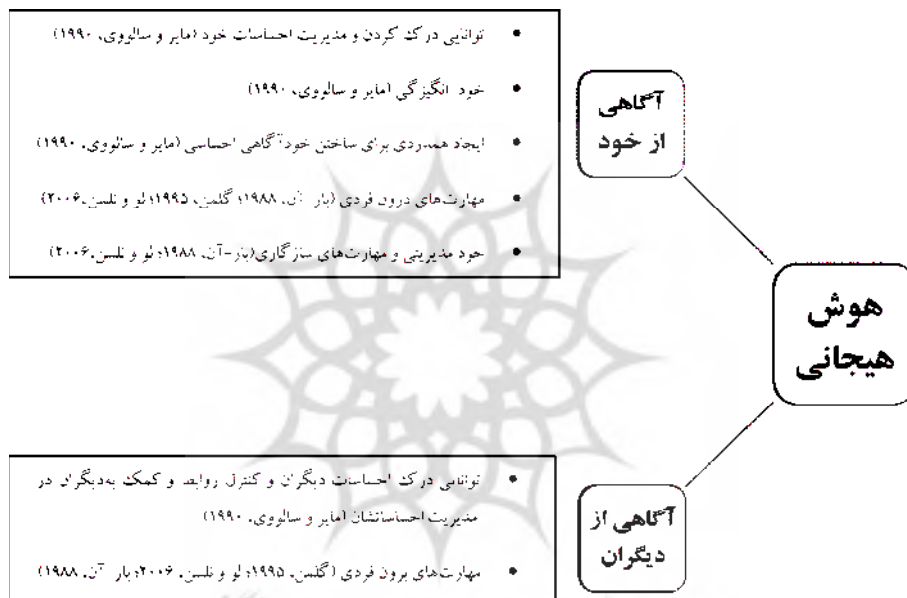 هوش
هیجانی
آگاهی
از خود
• توانایی درک کردن و مدیریت احساسات خود (مایر و سالووی، ۱۹۹۰)
• خود انگیزگی (مایر و سالووی، ۱۹۹۰)
• ایجاد همدردی برای ساختن خودآگاهی احساسی (مایر و سالووی، ۱۹۹۰)
• مهارت‌های درون فردی (بار آن، ۱۹۸۸؛ گلمن، ۱۹۹۵؛ لو و نلسن، ۲۰۰۶)
• خود مدیریتی و مهارت‌های سازگاری(بار-آن، ۱۹۸۸؛ لو و نلسن، ۲۰۰۶)
آگاهی از
دیگران
• توانایی درک احساسات دیگران و کنترل روابط و کمک به‌دیگران در
مدیریت احساساتشان (مایر و سالووی، ۱۹۹۰)
• مهارت‌های برون فردی (گلمن، ۱۹۹۵؛ لو و نلسن، ۲۰۰۶؛ بار آن، ۱۹۸۸)